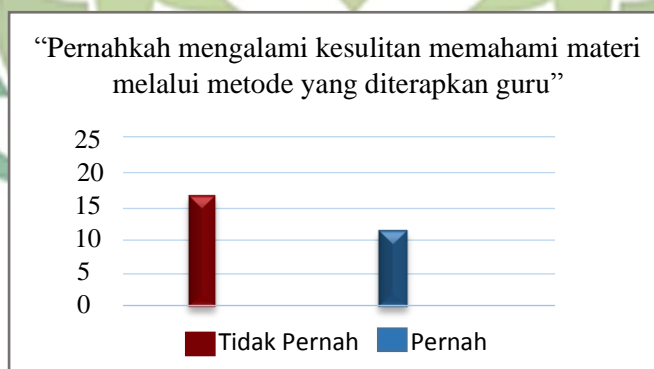 “Pernahkah mengalami kesulitan memahami materi
melalui metode yang diterapkan guru”
25
20
15
10
5
0
Tidak Pernah Pernah